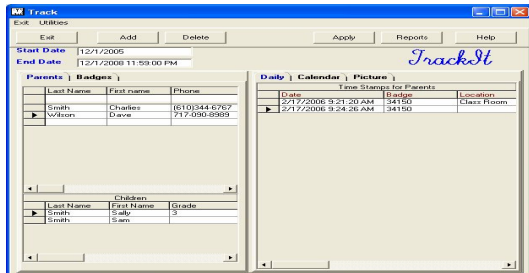 Track
Exit Utilities
Exit Add Delete Apply Reports Help
Start Date 12/1/2005
End Date 12/1/2008 11:59:00 PM
TrackIt
Parents Badges
Last Name First name Phone
Smith Charlies (610)344-6767
Wilson Dave 717-090-8989
Children
Last Name First Name Grade
Smith Sally 3
Smith Sam
Daily Calendar Picture
Time Stamps for Parents
Date Badge Location
2/17/2006 9:21:20 AM 34150 Class Room
2/17/2006 9:24:26 AM 34150